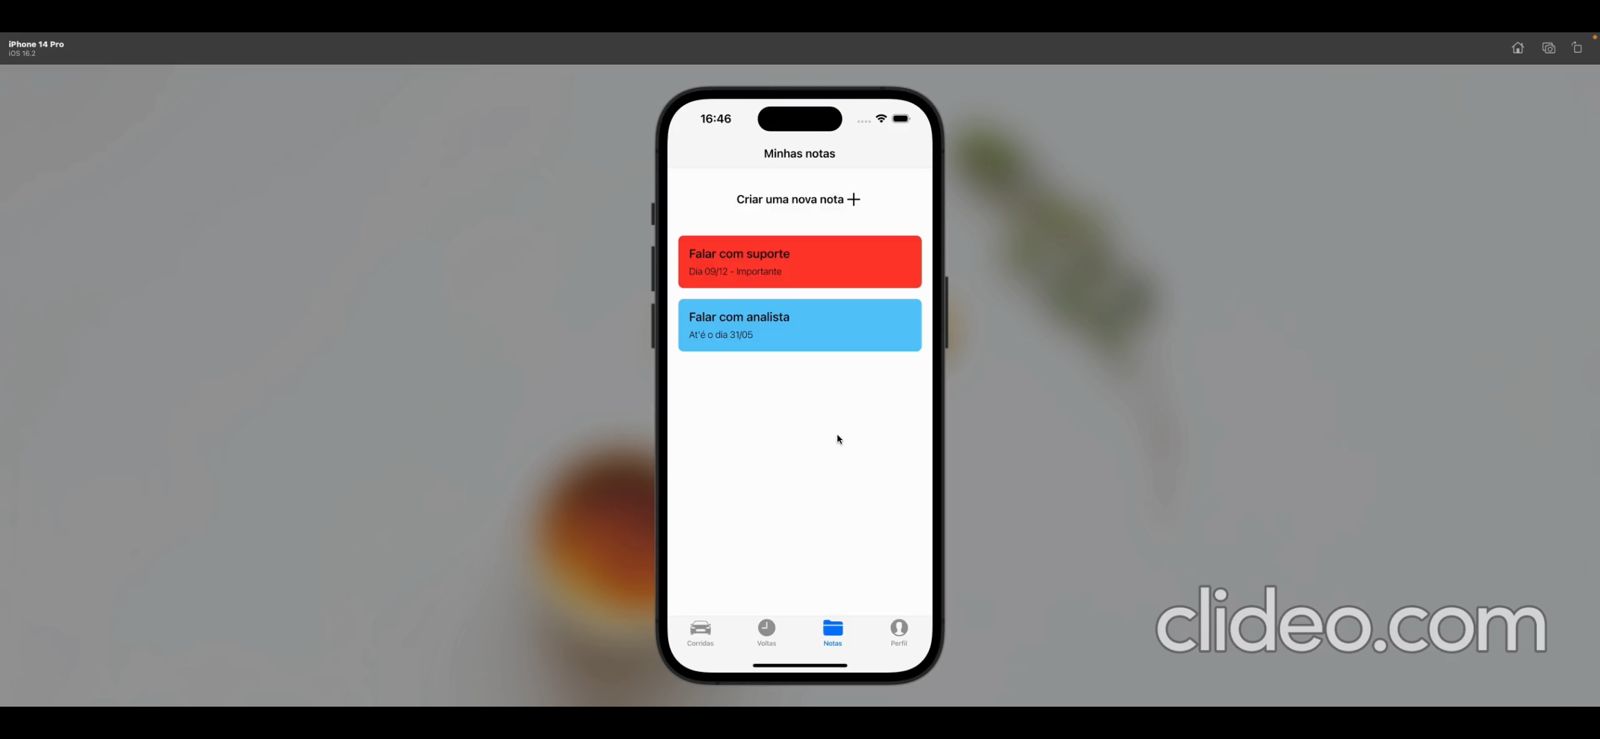 iPhone 14 Pro
iOS 16.2
16:46
Minhas notas
Criar uma nova nota
Falar com suporte
Dia 09/12 - Importante
Falar com analista
At'é o dia 31/05
Corridas
Voltas
Notas
Perfil
clideo.com